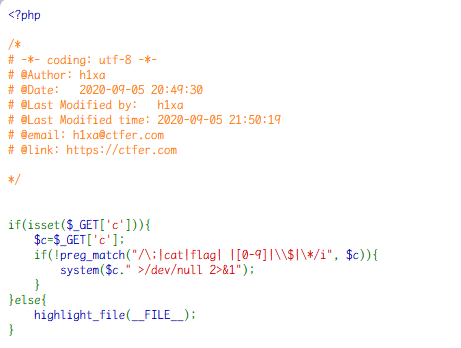 <?php
/*
# -*- coding: utf-8 -*-
# @Author: h1xa
# @Date:   2020-09-05 20:49:30
# @Last Modified by:   h1xa
# @Last Modified time: 2020-09-05 21:50:19
# @email: h1xa@ctfer.com
# @link: https://ctfer.com
*/
if(isset($_GET['c'])){
    $c=$_GET['c'];
    if(!preg_match("/\;|cat|flag| |[0-9]|\\$|\*/i", $c)){
        system($c." >/dev/null 2>&1");
    }
}else{
    highlight_file(__FILE__);
}